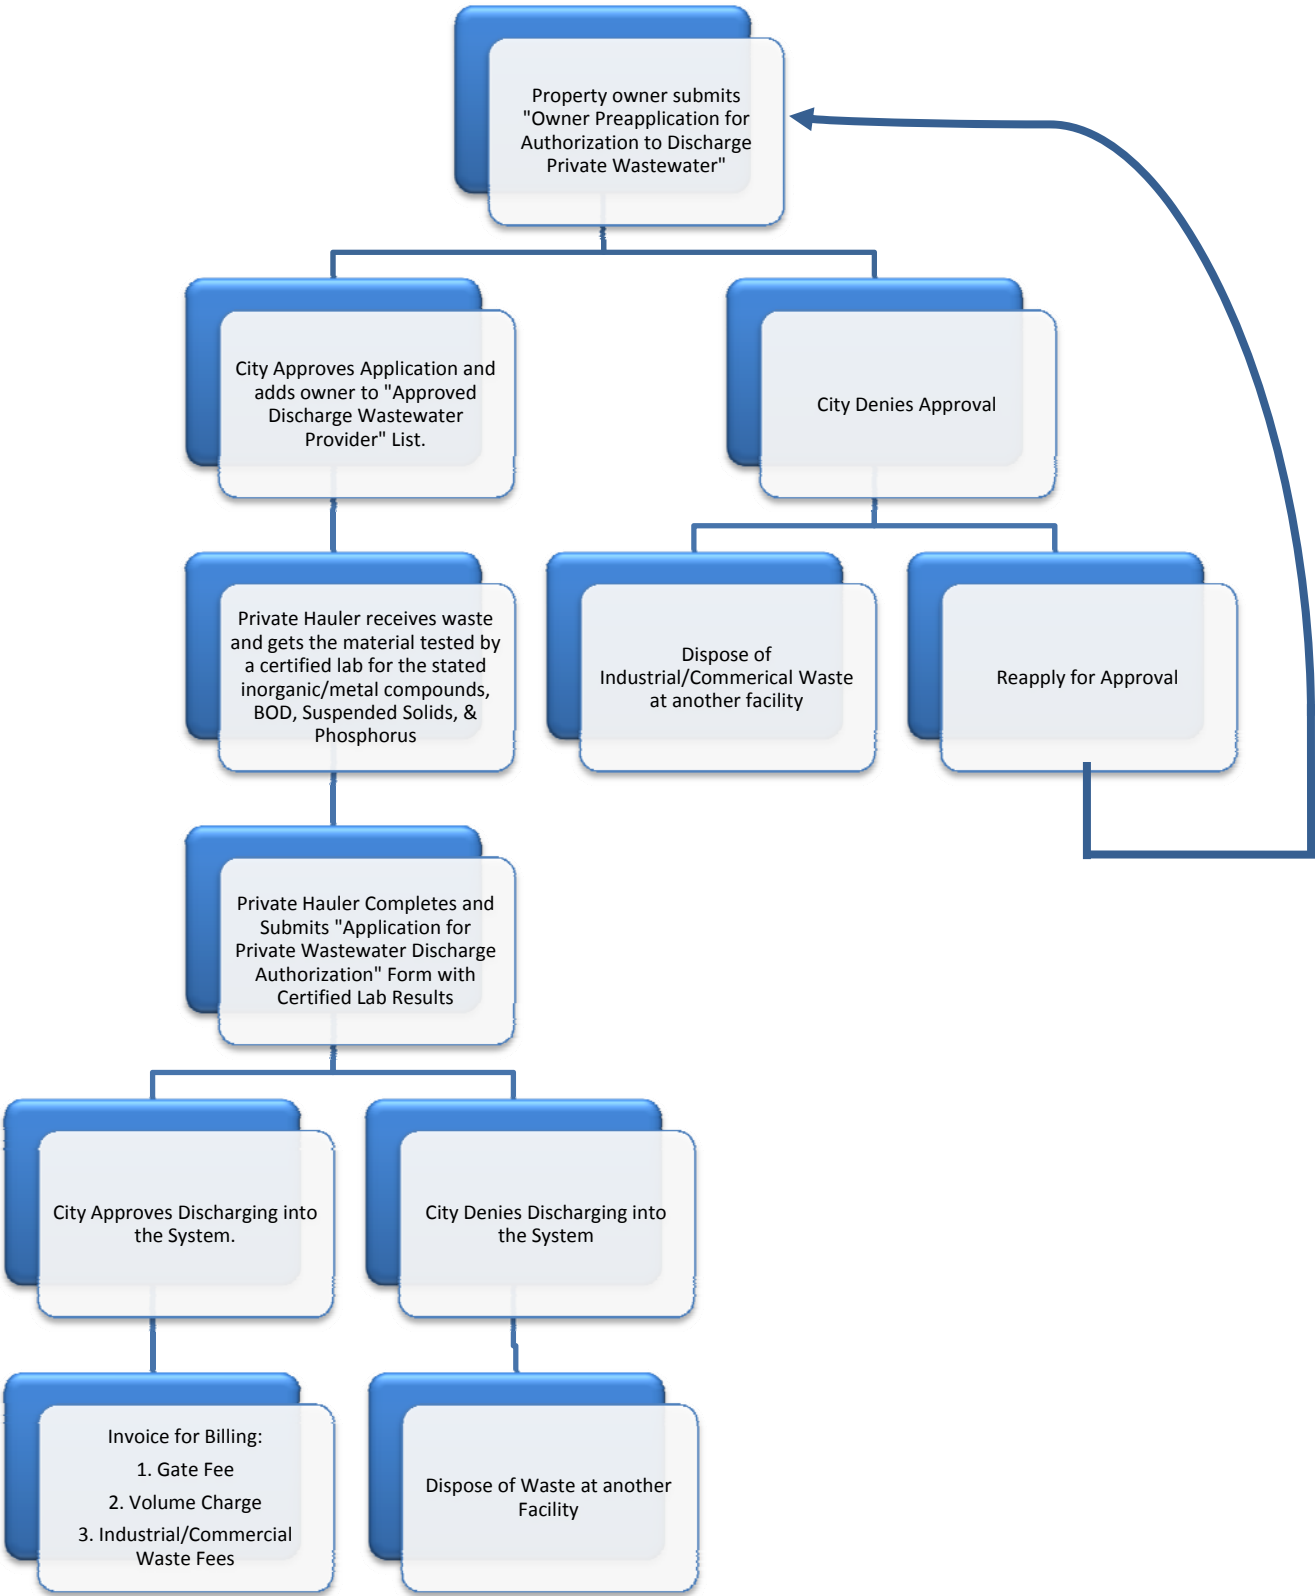 Property owner submits
"Owner Preapplication for
Authorization to Discharge
Private Wastewater"
City Approves Application and
adds owner to "Approved
Discharge Wastewater
Provider" List.
City Denies Approval
Private Hauler receives waste
and gets the material tested by
a certified lab for the stated
inorganic/metal compounds,
BOD, Suspended Solids, &
Phosphorus
Dispose of
Industrial/Commerical Waste
at another facility
Reapply for Approval
Private Hauler Completes and
Submits "Application for
Private Wastewater Discharge
Authorization" Form with
Certified Lab Results
City Approves Discharging into
the System.
City Denies Discharging into
the System
Invoice for Billing:
1. Gate Fee
2. Volume Charge
3. Industrial/Commercial
Waste Fees
Dispose of Waste at another
Facility